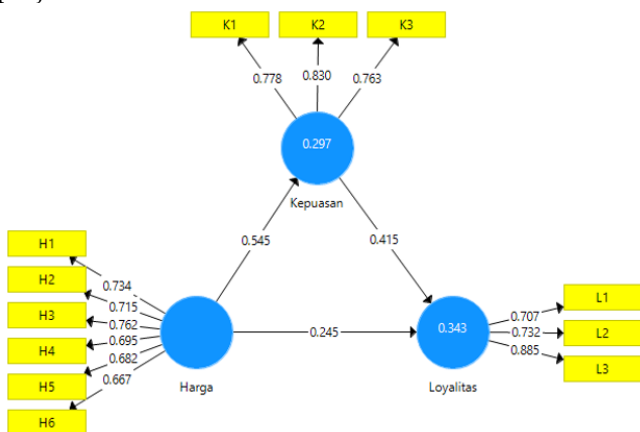 K1
K2
K3
0.778
0.830
0.763
0.297
Kepuasan
0.545
0.415
H1
H2
H3
H4
H5
H6
0.734
0.715
0.762
0.695
0.682
0.667
Harga
0.245
0.343
Loyalitas
0.707
0.732
0.885
L1
L2
L3